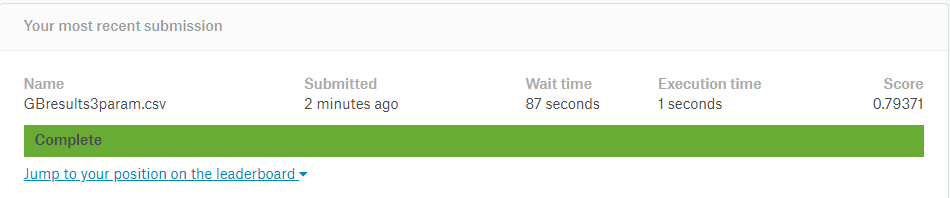 Your most recent submission
Name Submitted Wait time Execution time Score
GBresults3param.csv 2 minutes ago 87 seconds 1 seconds 0.79371
Complete
Jump to your position on the leaderboard